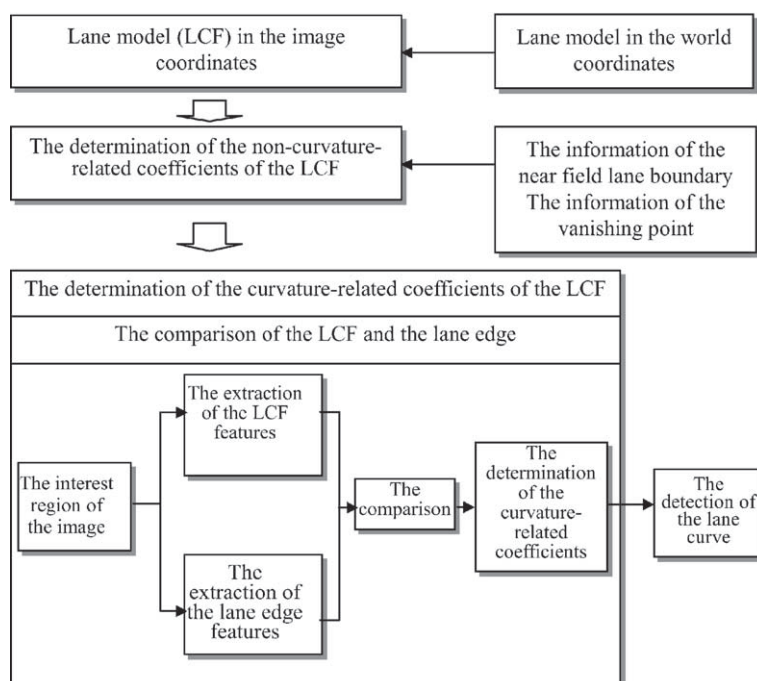 Lane model (LCF) in the image
coordinates
Lane model in the world
coordinates
The determination of the non-curvature-
related coefficients of the LCF
The information of the
near field lane boundary
The information of the
vanishing point
The determination of the curvature-related coefficients of the LCF
The comparison of the LCF and the lane edge
The interest
region of
the image
The extraction
of the LCF
features
The
extraction of
the lane edge
features
The
comparison
The
determination
of the
curvature-
related
coefficients
The
detection of
the lane
curve